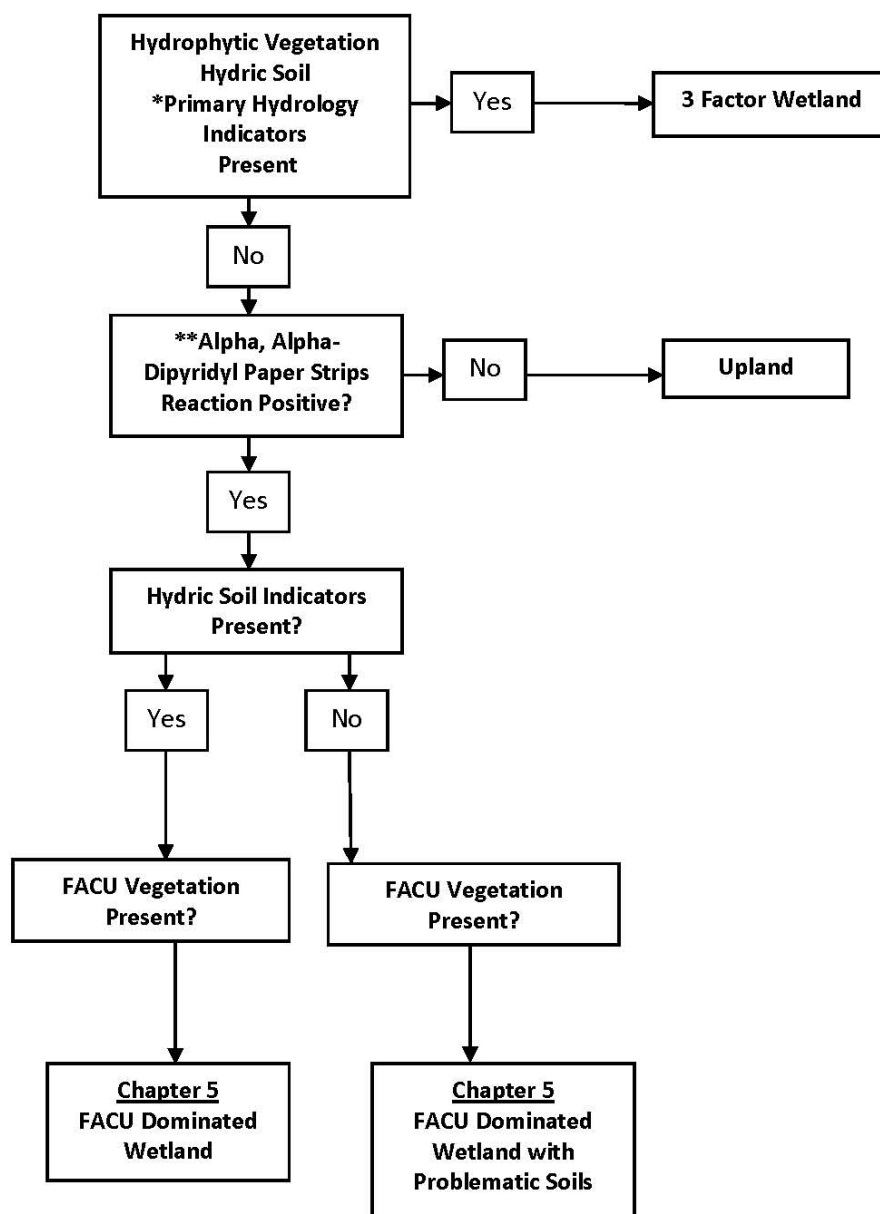 Hydrophytic Vegetation
Hydric Soil
*Primary Hydrology
Indicators
Present
Yes
3 Factor Wetland
No
**Alpha, Alpha-
Dipyridyl Paper Strips
Reaction Positive?
No
Upland
Yes
Hydric Soil Indicators
Present?
Yes
No
FACU Vegetation
Present?
FACU Vegetation
Present?
Chapter 5
FACU Dominated
Wetland
Chapter 5
FACU Dominated
Wetland with
Problematic Soils